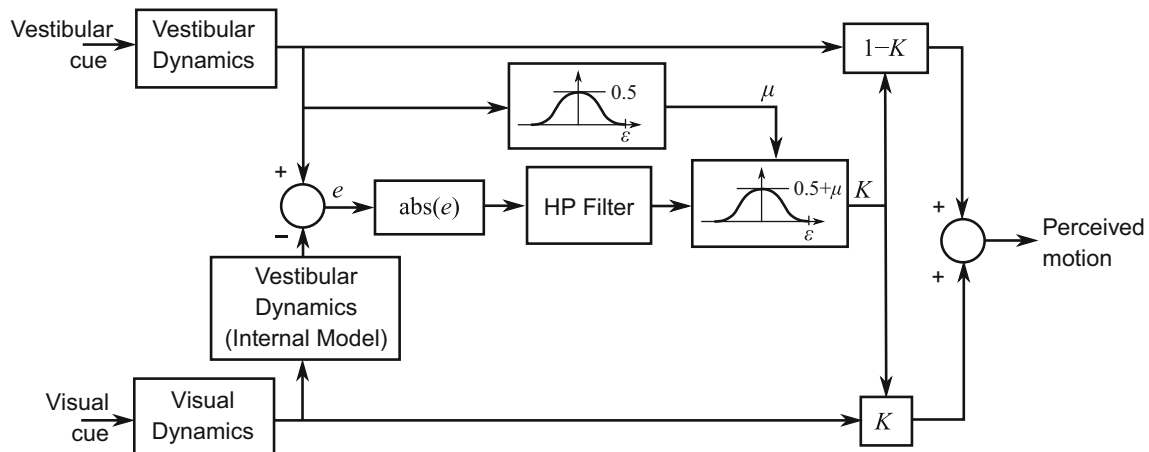 Vestibular
cue
Vestibular
Dynamics
1−K
0.5
ε
μ
+
e
abs(e)
HP Filter
0.5+μ
ε
K
−
Vestibular
Dynamics
(Internal Model)
+
+
Perceived
motion
Visual
cue
Visual
Dynamics
K